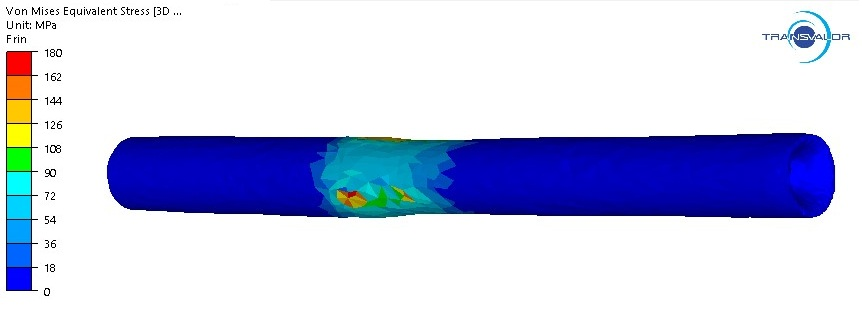 Von Mises Equivalent Stress [3D ...
Unit: MPa
Frin
180
162
144
126
108
90
72
54
36
18
0
TRANSVALOR